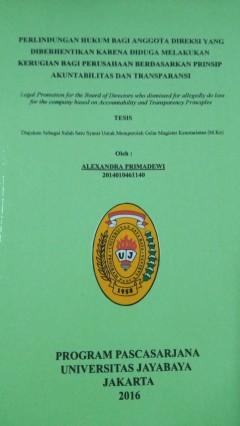 PERLINDUNGAN HUKUM BAGI ANGGOTA DIREKSI YANG
DIBERHENTIKAN KARENA DIDUGA MELAKUKAN
KERUGIAN BAGI PERUSAHAAN BERDASARKAN PRINSIP
AKUNTABILITAS DAN TRANSPARANSI
Legal Protection for the Board of Directors who dismissed for allegedly do loss
for the company based on Accountability and Transparency Principles
TESIS
Diajukan Sebagai Salah Satu Syarat Untuk Memperoleh Gelar Magister Kenotariatan (M.Kn)
Oleh :
ALEXANDRA PRIMADEWI
2014010461140
UJ
1958
PROGRAM PASCASARJANA
UNIVERSITAS JAYABAYA
JAKARTA
2016